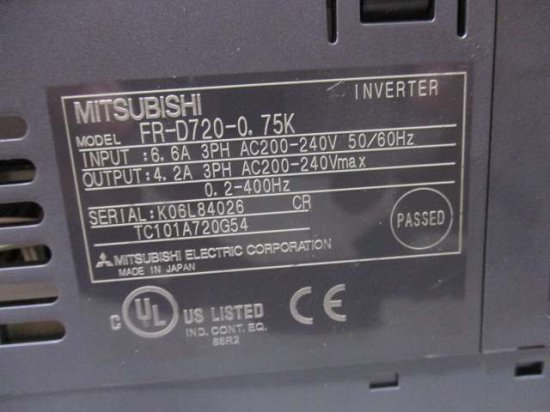 MITSUBISHI INVERTER
MODEL FR-D720-0.75K
INPUT :6.6A 3PH AC200-240V 50/60Hz
OUTPUT:4.2A 3PH AC200-240Vmax
0.2-400Hz
SERIAL:K06L84026 CR
TC101A720G54
PASSED
MITSUBISHI ELECTRIC CORPORATION
MADE IN JAPAN
C UL US LISTED CE
IND. CONT. EQ.
88R2